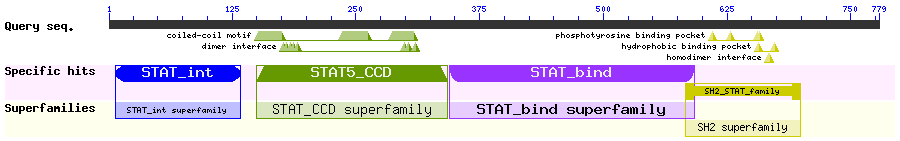 1 125 250 375 500 625 750 779
Query seq.
coiled-coil motif phosphotyrosine binding pocket
dimer interface hydrophobic binding pocket
homodimer interface
Specific hits STAT_int STAT5_CCD STAT_bind
SH2_STAT_family
Superfamilies STAT_int superfamily STAT_CCD superfamily STAT_bind superfamily
SH2 superfamily